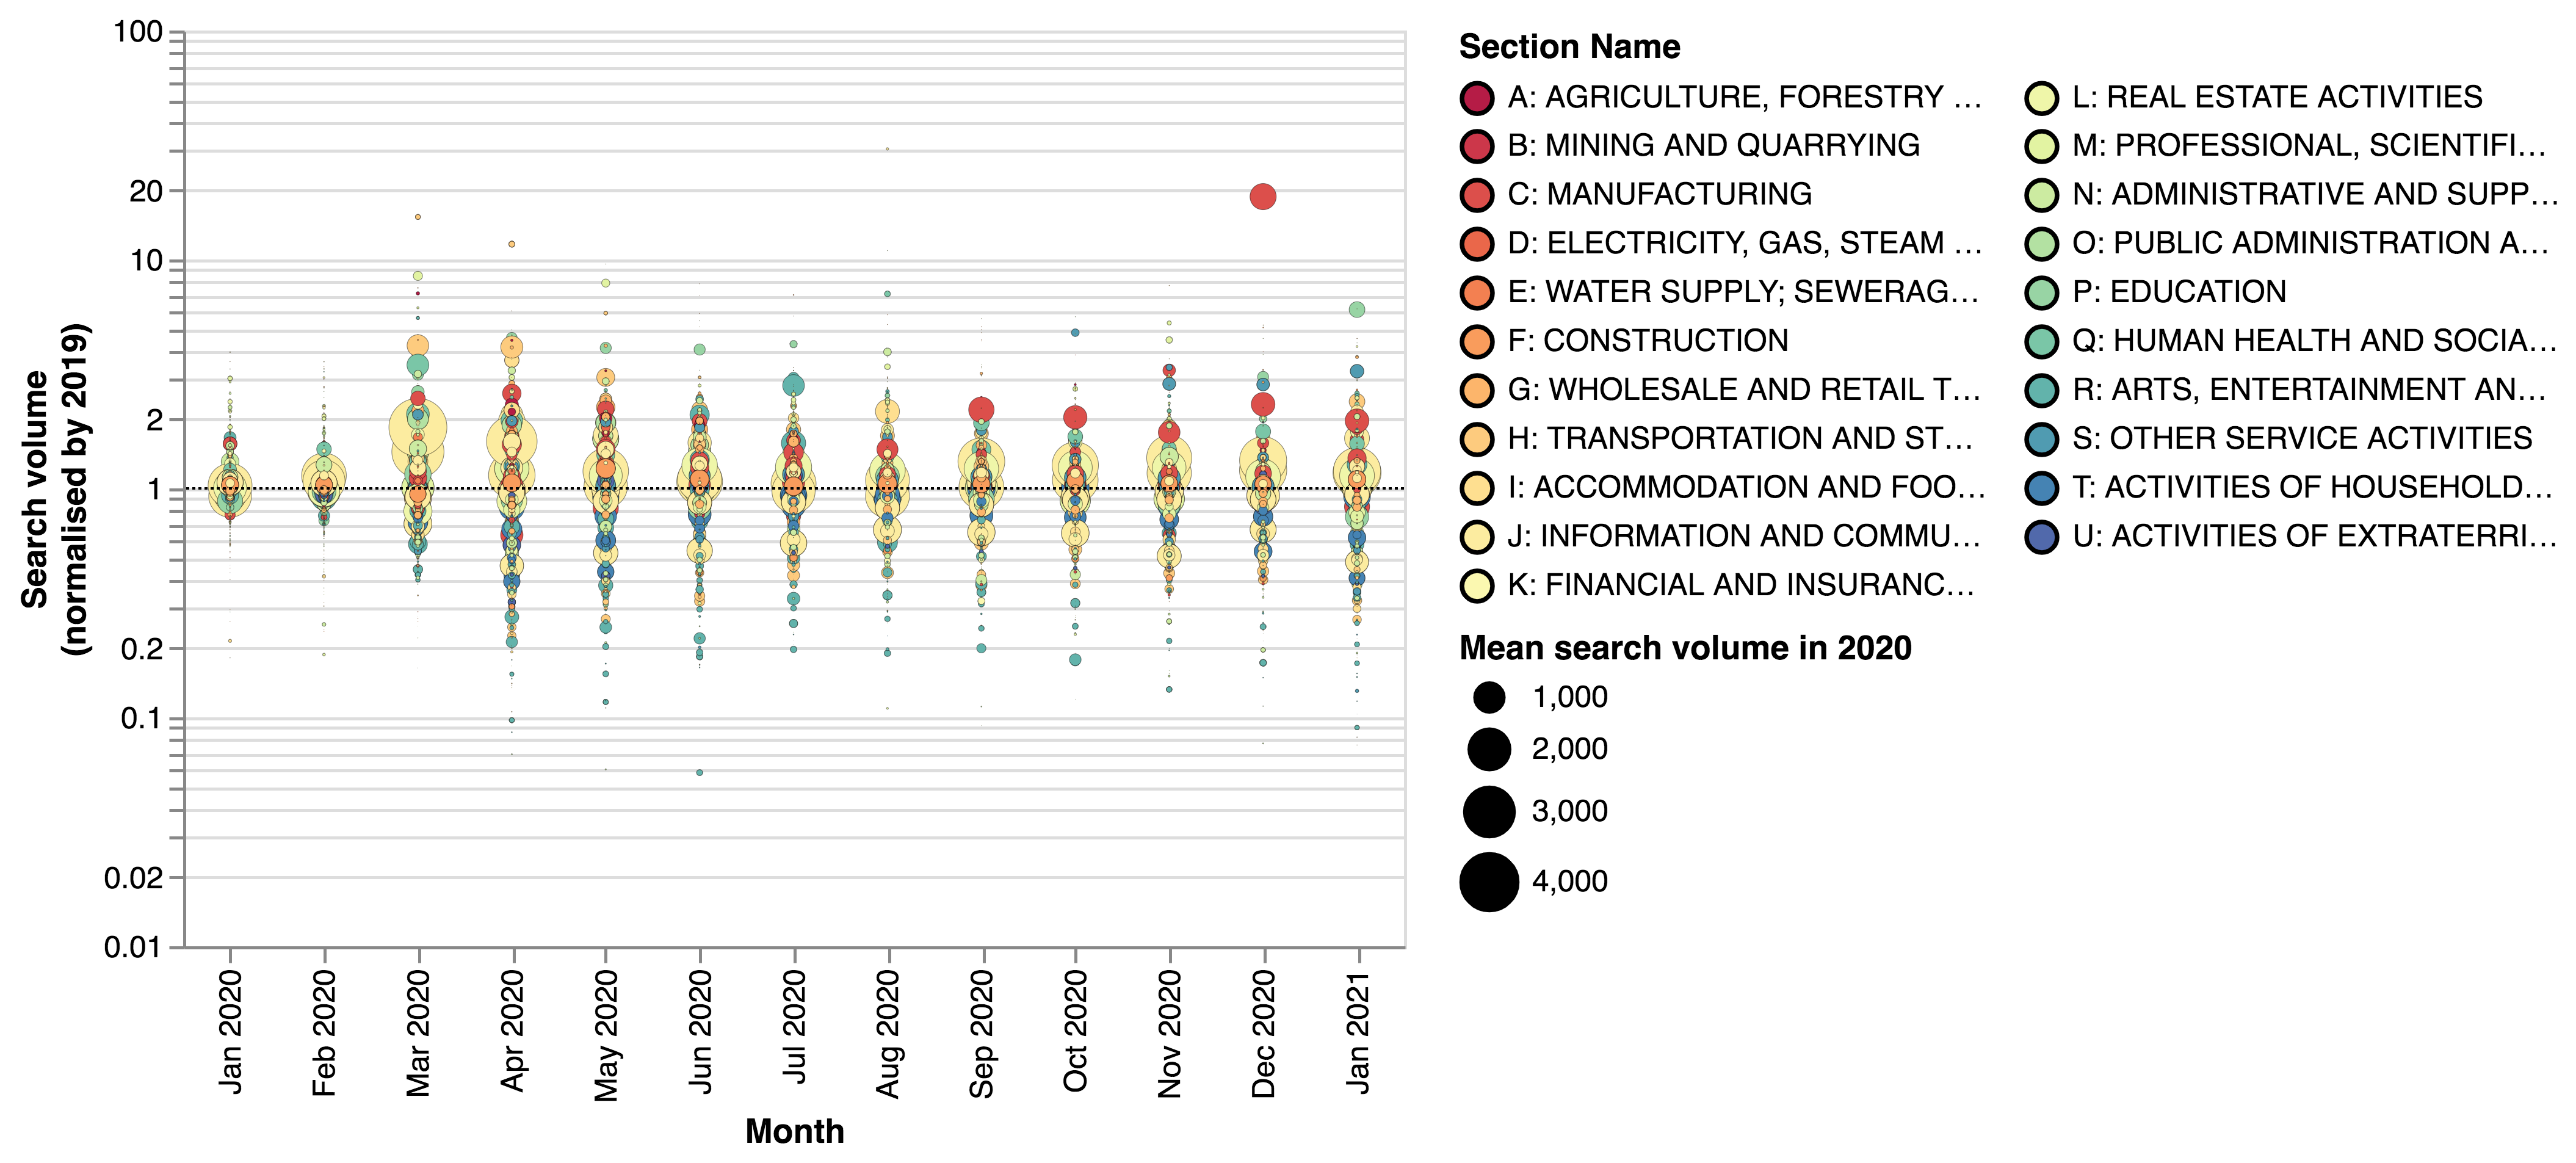 100
20
10
2
1
0.2
0.1
0.02
0.01
Search volume
(normalised by 2019)
Jan 2020
Feb 2020
Mar 2020
Apr 2020
May 2020
Jun 2020
Jul 2020
Aug 2020
Sep 2020
Oct 2020
Nov 2020
Dec 2020
Jan 2021
Month
Section Name
A: AGRICULTURE, FORESTRY …
B: MINING AND QUARRYING
C: MANUFACTURING
D: ELECTRICITY, GAS, STEAM …
E: WATER SUPPLY; SEWERAG…
F: CONSTRUCTION
G: WHOLESALE AND RETAIL T…
H: TRANSPORTATION AND ST…
I: ACCOMMODATION AND FOO…
J: INFORMATION AND COMMU…
K: FINANCIAL AND INSURANC…
L: REAL ESTATE ACTIVITIES
M: PROFESSIONAL, SCIENTIFI…
N: ADMINISTRATIVE AND SUPP…
O: PUBLIC ADMINISTRATION A…
P: EDUCATION
Q: HUMAN HEALTH AND SOCIA…
R: ARTS, ENTERTAINMENT AN…
S: OTHER SERVICE ACTIVITIES
T: ACTIVITIES OF HOUSEHOLD…
U: ACTIVITIES OF EXTRATERRI…
Mean search volume in 2020
1,000
2,000
3,000
4,000